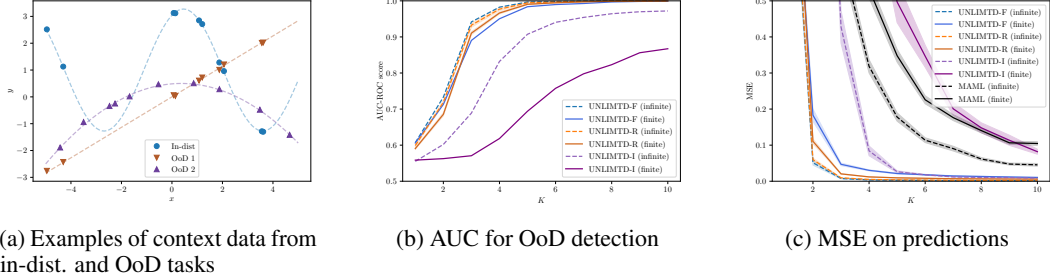 3
2
1
0
−1
−2
−3
−4
−2
0
2
4
y
x
In-dist
OoD 1
OoD 2
1.0
0.9
0.8
0.7
0.6
0.5
2
4
6
8
10
AUC-ROC score
K
UNLIMTD-F (infinite)
UNLIMTD-F (finite)
UNLIMTD-R (infinite)
UNLIMTD-R (finite)
UNLIMTD-I (infinite)
UNLIMTD-I (finite)
0.5
0.4
0.3
0.2
0.1
0.0
2
4
6
8
10
MSE
K
UNLIMTD-F (infinite)
UNLIMTD-F (finite)
UNLIMTD-R (infinite)
UNLIMTD-R (finite)
UNLIMTD-I (infinite)
UNLIMTD-I (finite)
MAML (infinite)
MAML (finite)
(a) Examples of context data from
in-dist. and OoD tasks
(b) AUC for OoD detection
(c) MSE on predictions